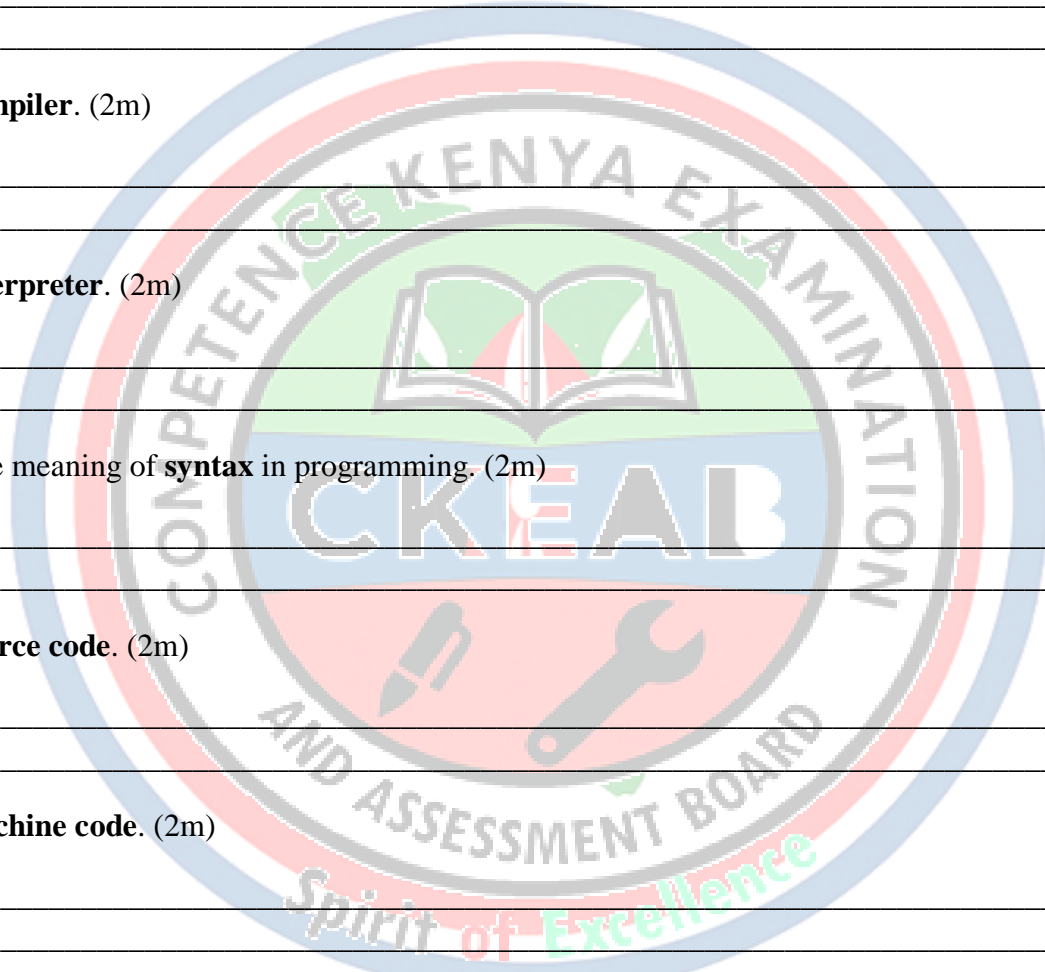 mpiler. (2m)
erpreter. (2m)
e meaning of syntax in programming. (2m)
rce code. (2m)
chine code. (2m)
COMPETENCE KENYA EXAMINATION
CKEAB
AND ASSESSMENT BOARD
Spirit of Excellence